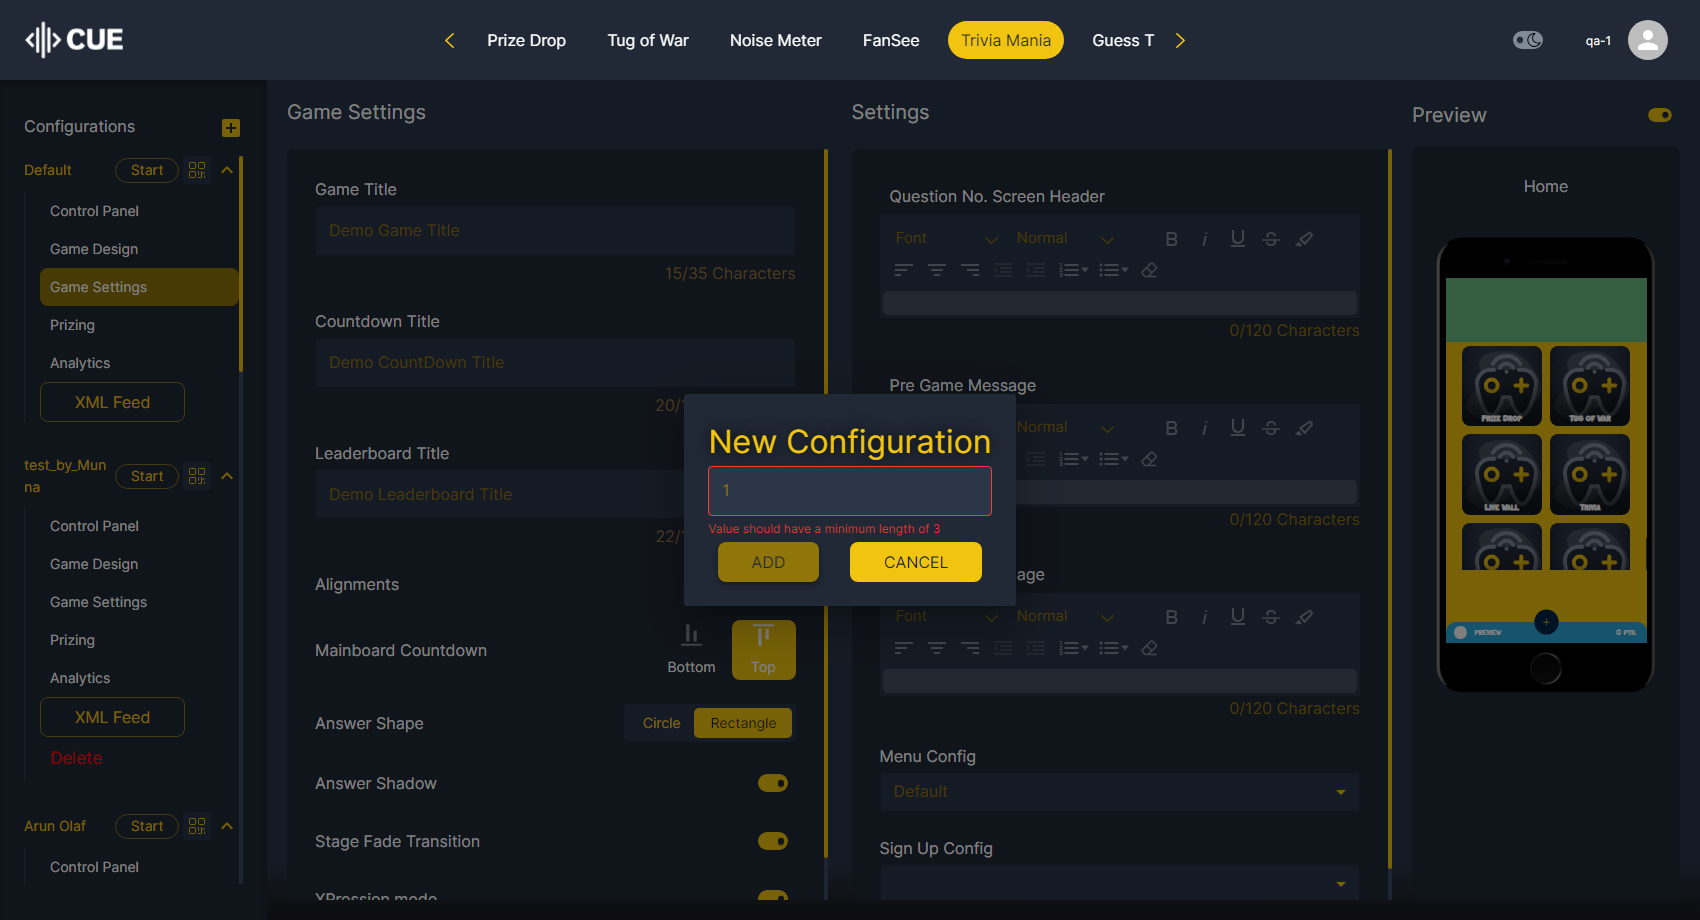 CUE
Prize Drop
Tug of War
Noise Meter
FanSee
Trivia Mania
Guess T
qa-1
Configurations
Default
Start
Control Panel
Game Design
Game Settings
Prizing
Analytics
XML Feed
test_by_Mun
na
Start
Control Panel
Game Design
Game Settings
Prizing
Analytics
XML Feed
Delete
Arun Olaf
Start
Control Panel
Game Settings
Game Title
Demo Game Title
15/35 Characters
Countdown Title
Demo CountDown Title
20/
Leaderboard Title
Demo Leaderboard Title
22/
Alignments
Mainboard Countdown
Bottom
Top
Answer Shape
Circle
Rectangle
Answer Shadow
Stage Fade Transition
XPression mode
New Configuration
1
Value should have a minimum length of 3
ADD
CANCEL
Settings
Question No. Screen Header
Font
Normal
B
i
U
S
0/120 Characters
Pre Game Message
Normal
B
i
U
S
0/120 Characters
age
Font
Normal
B
i
U
S
0/120 Characters
Menu Config
Default
Sign Up Config
Preview
Home
PRIZE DROP
TUG OF WAR
LIVE WALL
TRIVIA
PREVIEW
0 PTS.